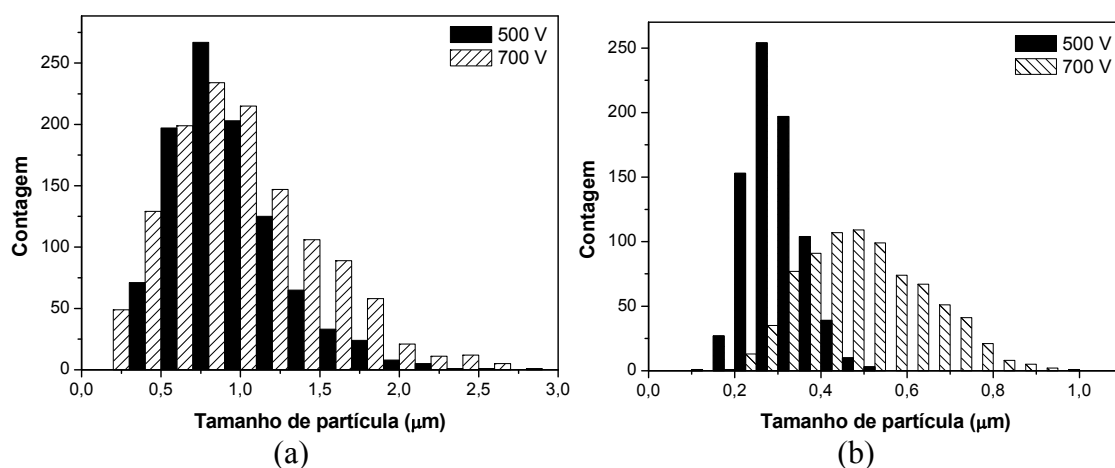 500 V
700 V
250
200
150
100
50
0
Contagem
0,0 0,5 1,0 1,5 2,0 2,5 3,0
Tamanho de partícula (μm)
(a)
500 V
700 V
250
200
150
100
50
0
Contagem
0,0 0,2 0,4 0,6 0,8 1,0
Tamanho de partícula (μm)
(b)